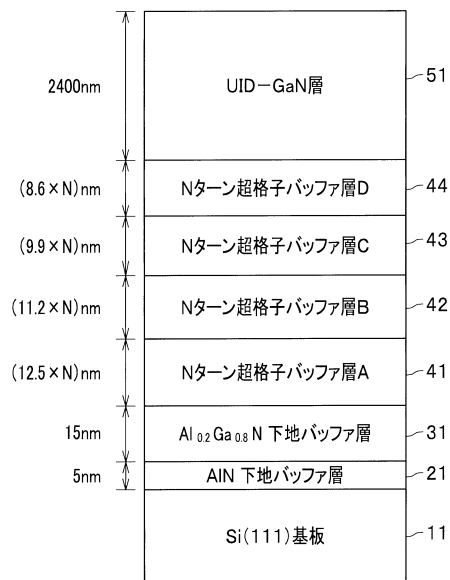 2400nm UID-GaN層 51
(8.6×N)nm Nターン超格子バッファ層D 44
(9.9×N)nm Nターン超格子バッファ層C 43
(11.2×N)nm Nターン超格子バッファ層B 42
(12.5×N)nm Nターン超格子バッファ層A 41
15nm Al0.2Ga0.8N 下地バッファ層 31
5nm AlN 下地バッファ層 21
Si(111)基板 11